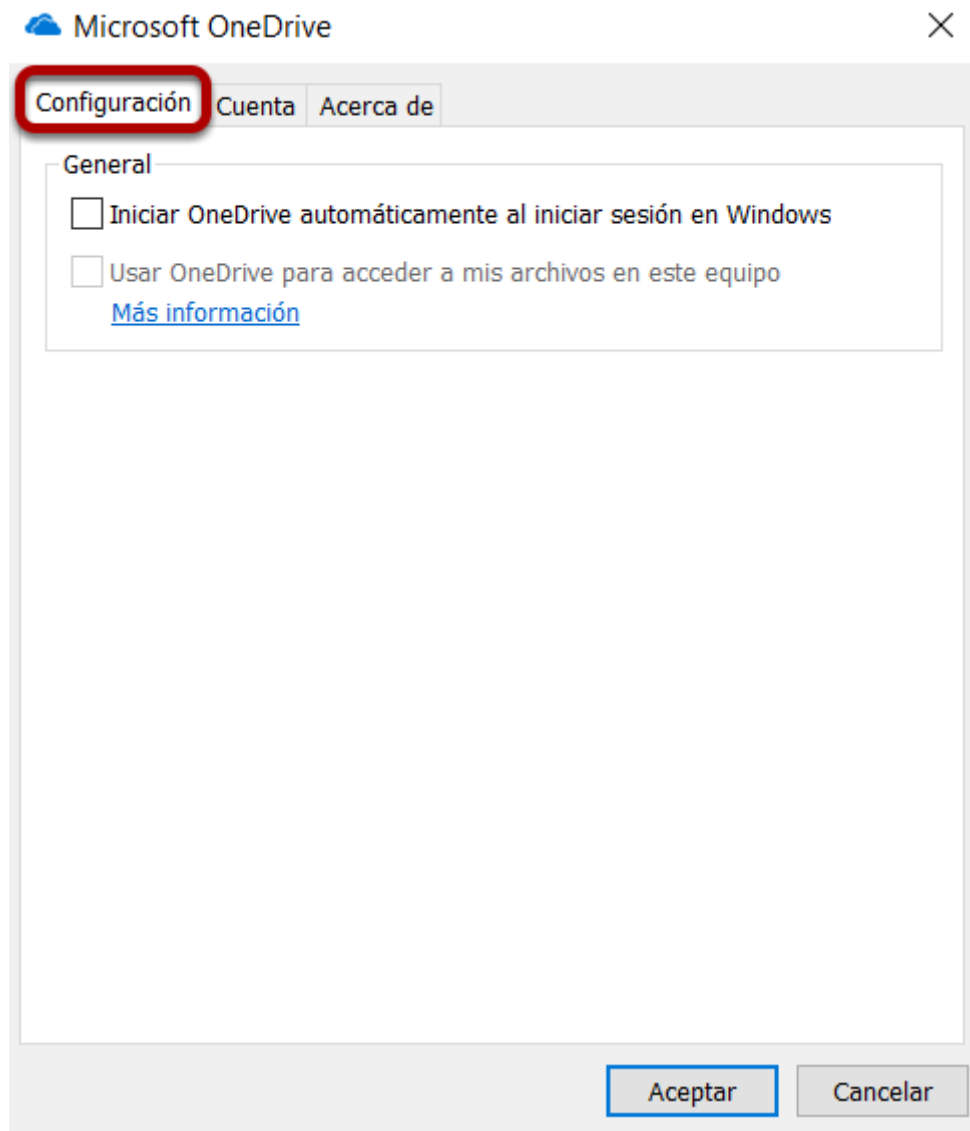 Microsoft OneDrive
Configuración Cuenta Acerca de
General
Iniciar OneDrive automáticamente al iniciar sesión en Windows
Usar OneDrive para acceder a mis archivos en este equipo
Más información
Aceptar Cancelar